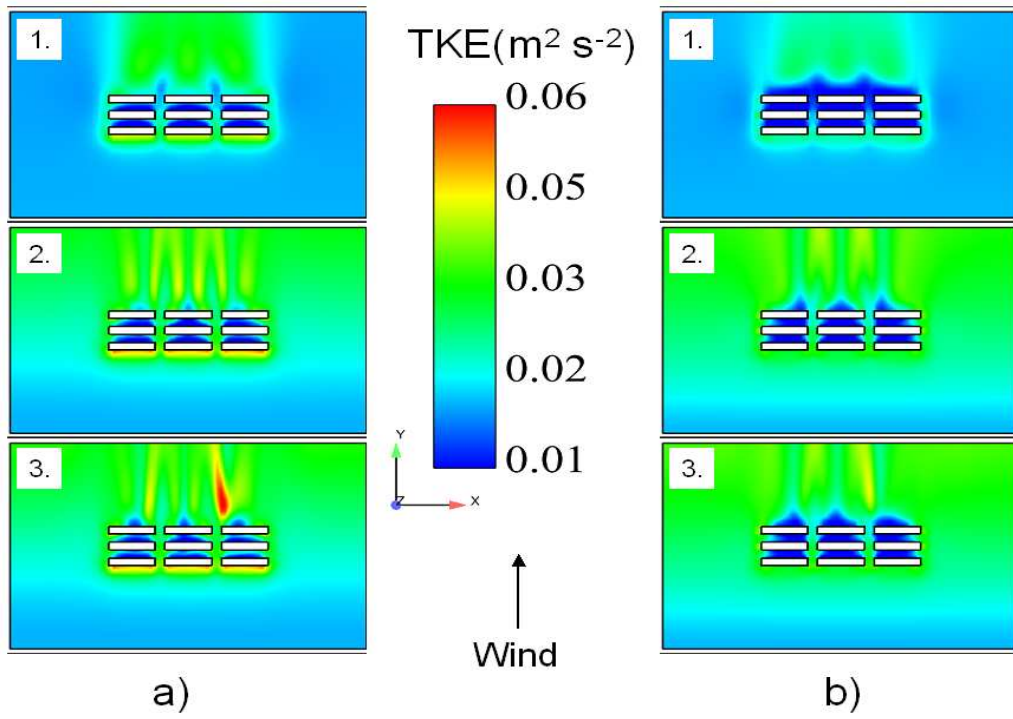 1.
2.
3.
a)
TKE(m² s⁻²)
0.06
0.05
0.03
0.02
0.01
Y
Z
X
Wind
1.
2.
3.
b)